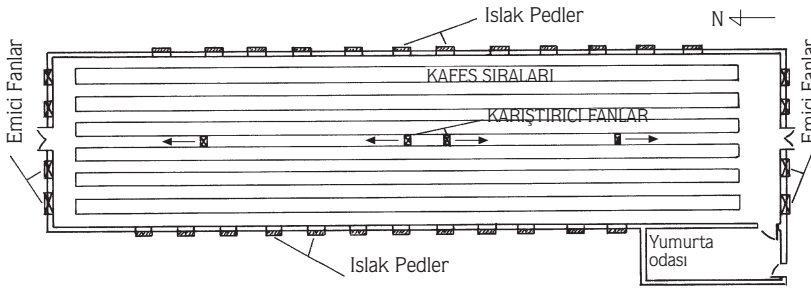 Islak Pedler
N
Emici Fanlar
KAFES SIRALARI
KARIŞTIRICI FANLAR
Emici Fanlar
Yumurta
odası
Islak Pedler